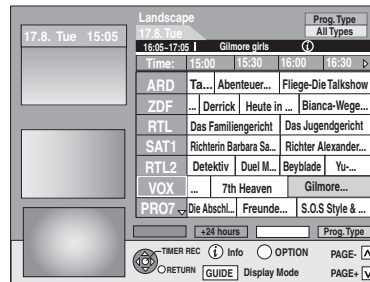 Landscape
Prog. Type
17.8. Tue 15:05
17.8. Tue
All Types
16:05~17:05 Gilmore girls i
Time: 15:00 15:30 16:00 16:30
ARD Ta... Abenteuer... Fliege-Die Talkshow
ZDF ... Derrick Heute in ... Bianca-Wege...
RTL Das Familiengericht Das Jugendgericht
SAT1 Richterin Barbara Sa... Richter Alexander...
RTL2 Detektiv Duel M... Beyblade Yu-...
VOX ... 7th Heaven Gilmore...
PRO7 Die Abschl... Freunde... S.O.S Style & ...
+24 hours Prog. Type
TIMER REC i Info OPTION PAGE-
RETURN GUIDE Display Mode PAGE+